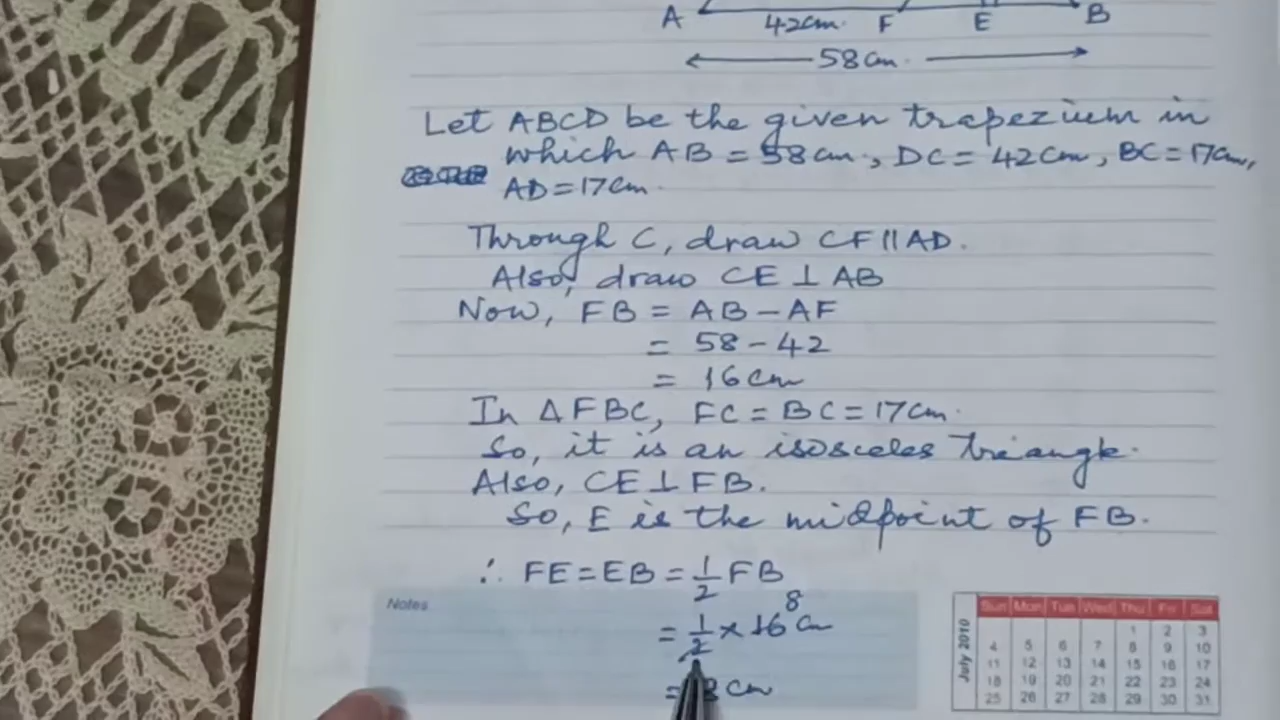 A 42cm. F E B
58cm.
Let ABCD be the given trapezium in
which AB = 58cm, DC = 42cm, BC = 17cm,
AD = 17cm.
Through C, draw CF || AD.
Also, draw CE ⊥ AB
Now, FB = AB - AF
= 58 - 42
= 16cm
In Δ FBC, FC = BC = 17cm.
So, it is an isosceles triangle.
Also, CE ⊥ FB.
So, E is the midpoint of FB.
∴ FE = EB = 1/2 FB
8
= 1/2 × 16 cm
= 8 cm
Notes
July 2010
Sun Mon Tue Wed Thu Fri Sat
1 2 3
4 5 6 7 8 9 10
11 12 13 14 15 16 17
18 19 20 21 22 23 24
25 26 27 28 29 30 31